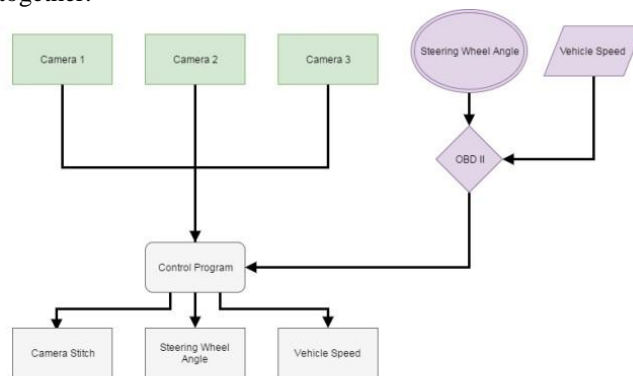 together.
Camera 1
Camera 2
Camera 3
Steering Wheel Angle
Vehicle Speed
OBD II
Control Program
Camera Stitch
Steering Wheel
Angle
Vehicle Speed